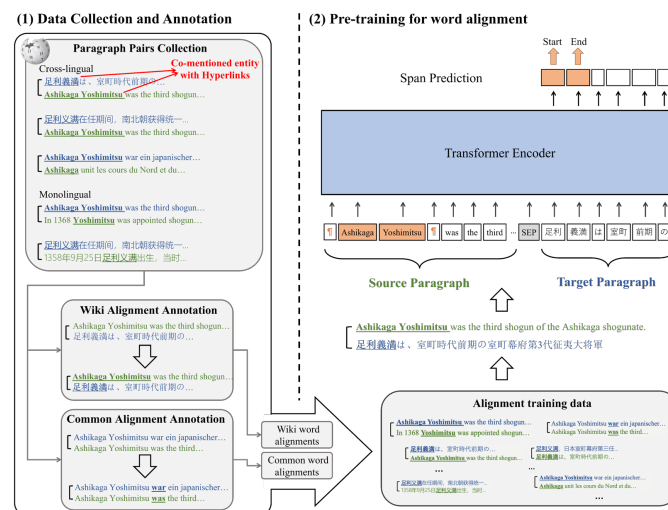 (1) Data Collection and Annotation
Paragraph Pairs Collection
Cross-lingual
足利義満は、室町時代前期の…
Ashikaga Yoshimitsu was the third shogun…
Co-mentioned entity
with Hyperlinks
足利义满在任期间，南北朝获得统一…
Ashikaga Yoshimitsu was the third shogun…
Ashikaga Yoshimitsu war ein japanischer…
Ashikaga unit les cours du Nord et du…
Monolingual
Ashikaga Yoshimitsu was the third shogun…
In 1368 Yoshimitsu was appointed shogun…
足利义满在任期间，南北朝获得统一…
1358年9月25日足利义满出生，当时…
Wiki Alignment Annotation
Ashikaga Yoshimitsu was the third shogun…
足利義満は、室町時代前期の…
Ashikaga Yoshimitsu was the third shogun…
足利義満は、室町時代前期の…
Common Alignment Annotation
Ashikaga Yoshimitsu war ein japanischer…
Ashikaga Yoshimitsu was the third…
Ashikaga Yoshimitsu war ein japanischer…
Ashikaga Yoshimitsu was the third…
Wiki word
alignments
Common word
alignments
(2) Pre-training for word alignment
Start End
Span Prediction
Transformer Encoder
¶ Ashikaga Yoshimitsu ¶ was the third ... SEP 足利 義満 は 室町 前期 の
Source Paragraph Target Paragraph
Ashikaga Yoshimitsu was the third shogun of the Ashikaga shogunate.
足利義満は、室町時代前期の室町幕府第3代征夷大将軍
Alignment training data
Ashikaga Yoshimitsu was the third shogun…
In 1368 Yoshimitsu was appointed shogun…
Ashikaga Yoshimitsu war ein japanischer…
Ashikaga Yoshimitsu was the third…
足利義満は、室町時代前期の…
Ashikaga Yoshimitsu was the third shogun…
…
足利义满，日本室町幕府第三任…
足利義満は、室町時代前期の…
…
足利义满在任期间，南北朝获得统一…
1358年9月25日足利义满出生，当时…
Ashikaga Yoshimitsu war ein japanischer…
Ashikaga unit les cours du Nord et du…
…